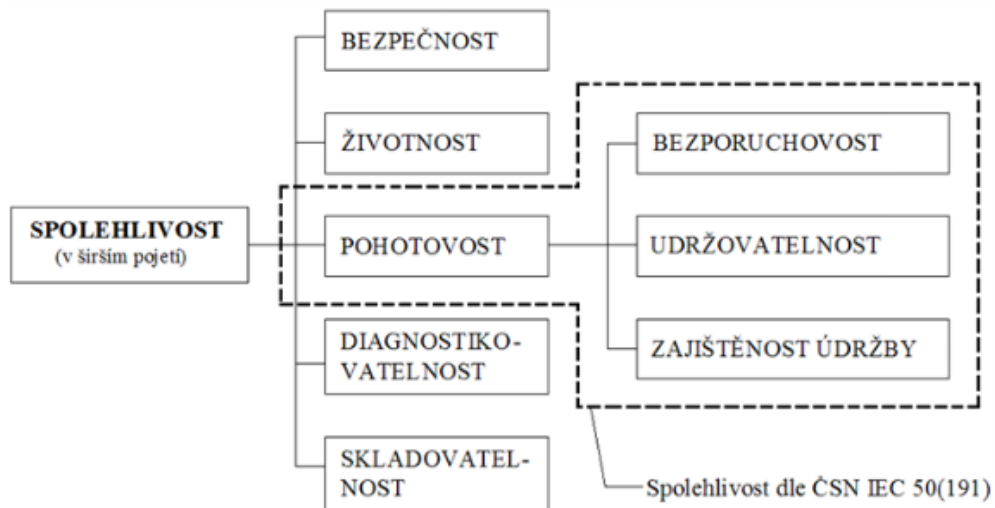 BEZPEČNOST
ŽIVOTNOST
BEZPORUCHOVOST
SPOLEHLIVOST
(v širším pojetí)
POHOTOVOST
UDRŽOVATELNOST
DIAGNOSTIKO-
VATELNOST
ZAJIŠTĚNOST ÚDRŽBY
SKLADOVATEL-
NOST
Spolehlivost dle ČSN IEC 50(191)